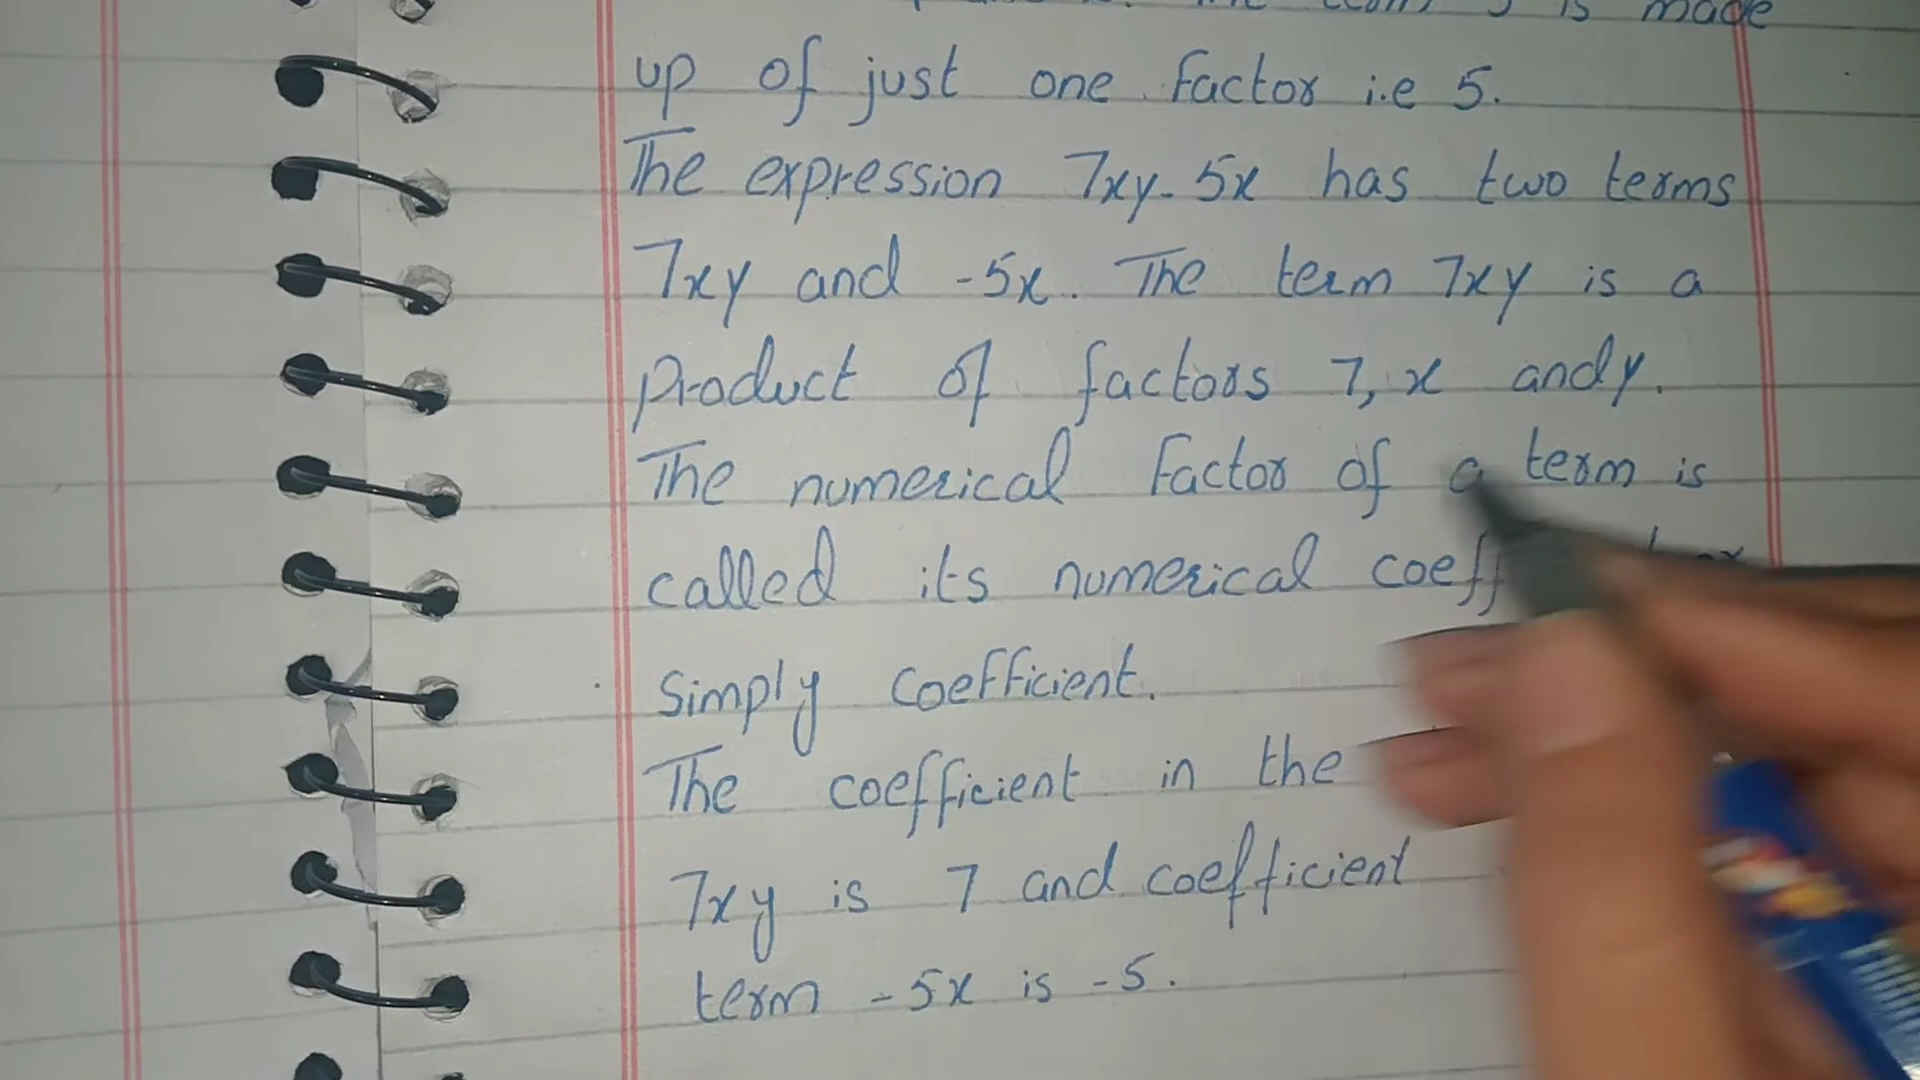 is made
up of just one factor i.e 5.
The expression 7xy - 5x has two terms
7xy and -5x. The term 7xy is a
product of factors 7, x and y.
The numerical Factor of a term is
called its numerical
simply coefficient.
The coefficient in the
7xy is 7 and coefficient
term - 5x is - 5.